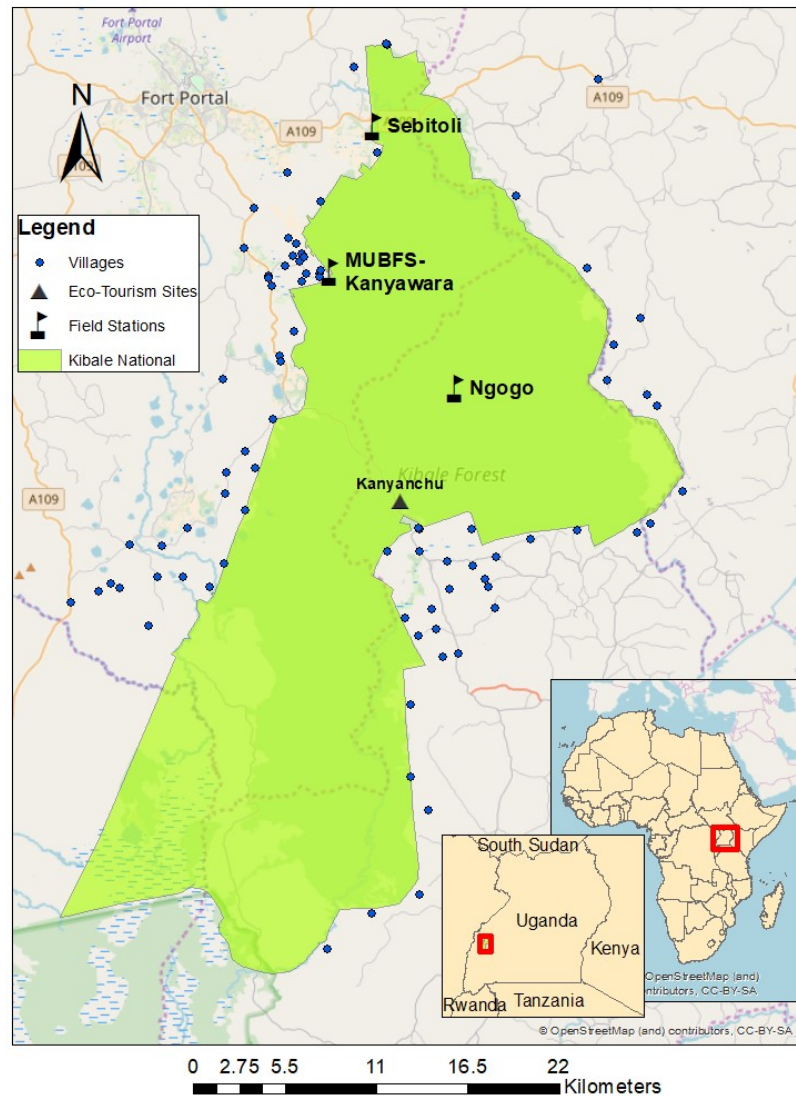 Fort Portal
Airport
Fort Portal
N
A109
Sebitoli
A109
A109
Legend
Villages
Eco-Tourism Sites
Field Stations
Kibale National
MUBFS-
Kanyawara
Ngogo
Kibale Forest
Kanyanchu
A109
South Sudan
Uganda
Kenya
Rwanda
Tanzania
OpenStreetMap (and)
ontributors, CC-BY-SA
© OpenStreetMap (and) contributors, CC-BY-SA
0 2.75 5.5 11 16.5 22
Kilometers